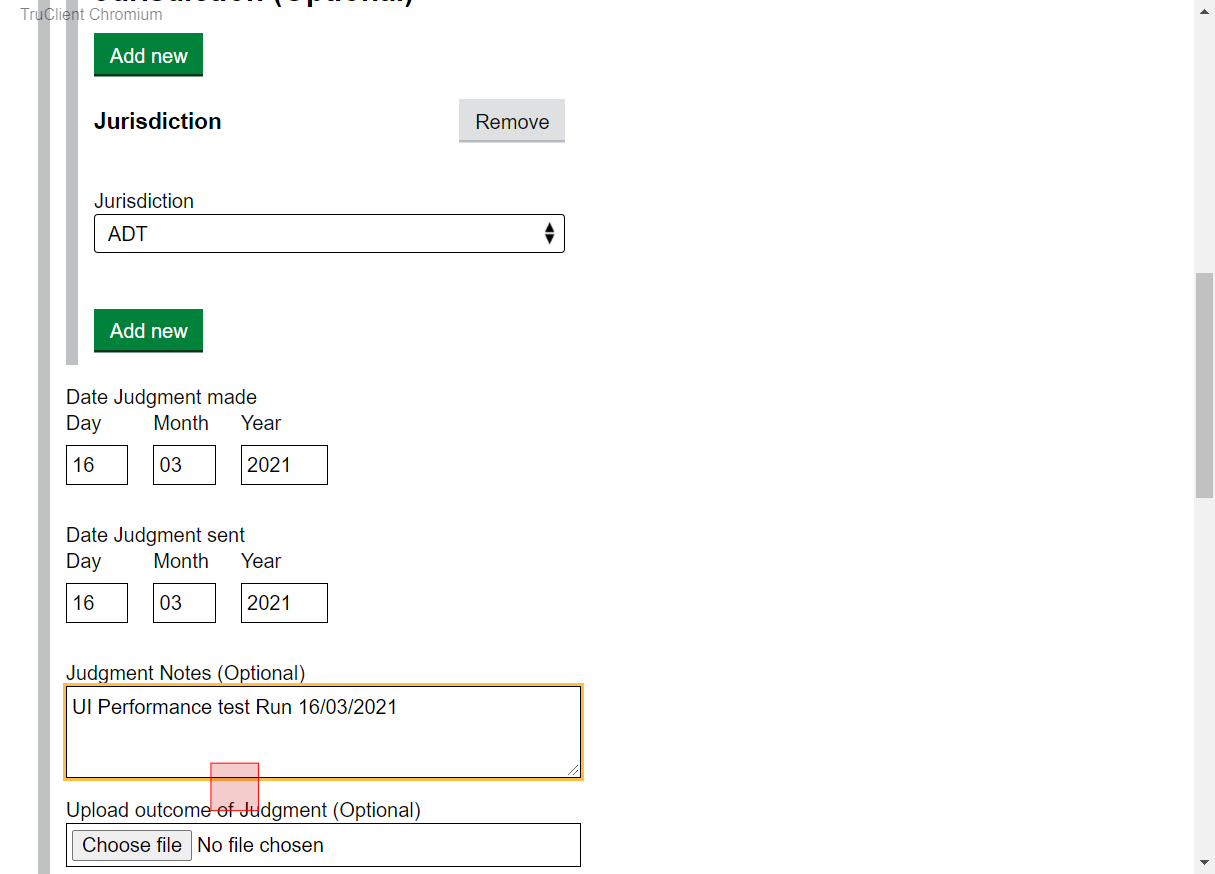 Jurisdiction (Optional)
TruClient Chromium
Add new
Jurisdiction
Remove
Jurisdiction
ADT
Add new
Date Judgment made
Day Month Year
16 03 2021
Date Judgment sent
Day Month Year
16 03 2021
Judgment Notes (Optional)
UI Performance test Run 16/03/2021
Upload outcome of Judgment (Optional)
Choose file No file chosen